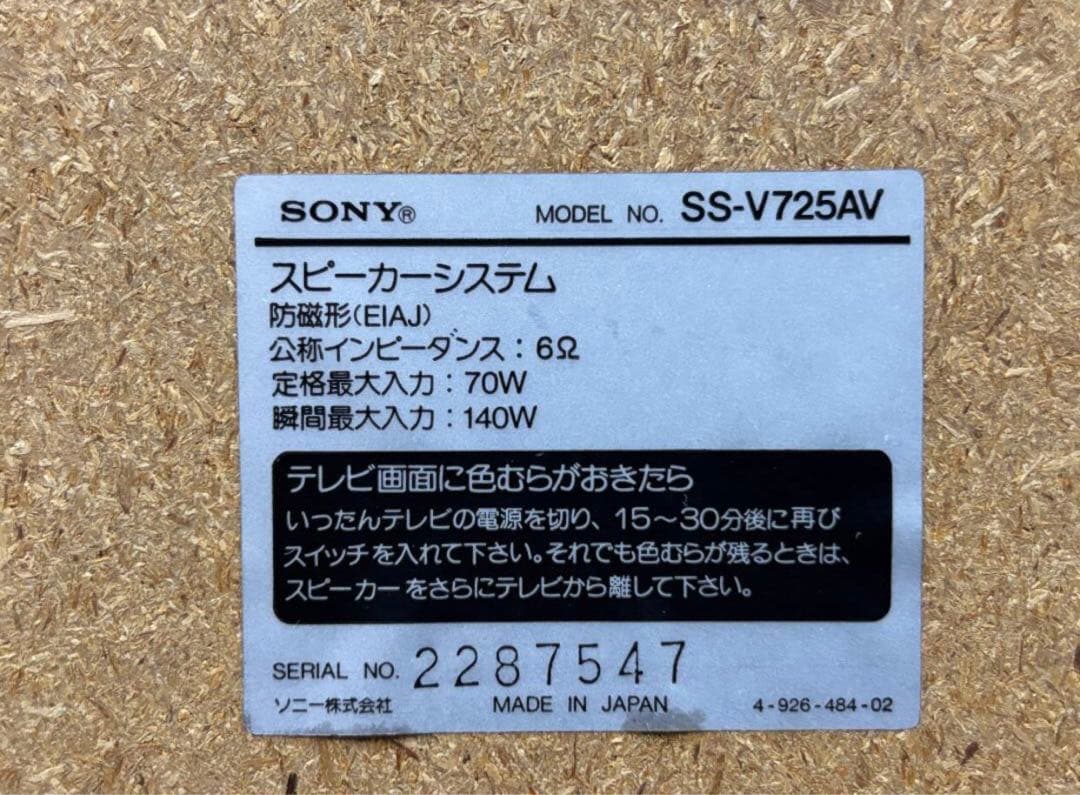 SONY® MODEL NO. SS-V725AV
スピーカーシステム
防磁形(EIAJ)
公称インピーダンス：6Ω
定格最大入力：70W
瞬間最大入力：140W
テレビ画面に色むらがおきたら
いったんテレビの電源を切り、15～30分後に再び
スイッチを入れて下さい。それでも色むらが残るときは、
スピーカーをさらにテレビから離して下さい。
SERIAL NO. 2287547
ソニー株式会社 MADE IN JAPAN 4-926-484-02